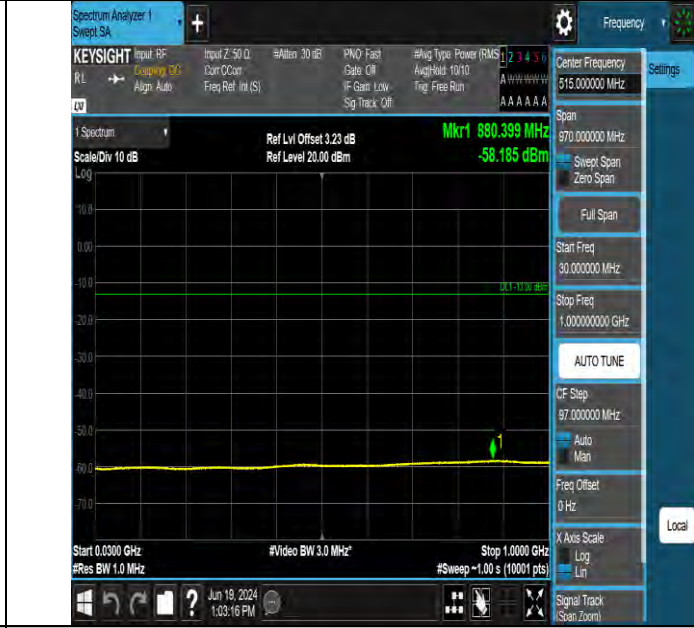 Spectrum Analyzer 1
Swept SA
+
Frequency
KEYSIGHT
Input: RF
Coupling: DC
Align: Auto
RL
LXI
Input Z: 50 Ω
Corr CCorr
Freq Ref: Int (S)
#Atten: 30 dB
PNO: Fast
Gate: Off
IF Gain: Low
Sig Track: Off
#Avg Type: Power (RMS
Avg|Hold: 10/10
Trig: Free Run
1 2 3 4 5 6
A W W W W W
A A A A A A
1 Spectrum
Scale/Div 10 dB
Log
Ref Lvl Offset 3.23 dB
Ref Level 20.00 dBm
Mkr1 880.399 MHz
-58.185 dBm
10.0
0.00
-10.0
-20.0
-30.0
-40.0
-50.0
-60.0
-70.0
DL1 -13.00 dBm
1
Start 0.0300 GHz
#Res BW 1.0 MHz
#Video BW 3.0 MHz*
Stop 1.0000 GHz
#Sweep ~1.00 s (10001 pts)
Jun 19, 2024
1:03:16 PM
?
Center Frequency
515.000000 MHz
Settings
Span
970.000000 MHz
Swept Span
Zero Span
Full Span
Start Freq
30.000000 MHz
Stop Freq
1.000000000 GHz
AUTO TUNE
CF Step
97.000000 MHz
Auto
Man
Freq Offset
0 Hz
X Axis Scale
Log
Lin
Local
Signal Track
(Span Zoom)